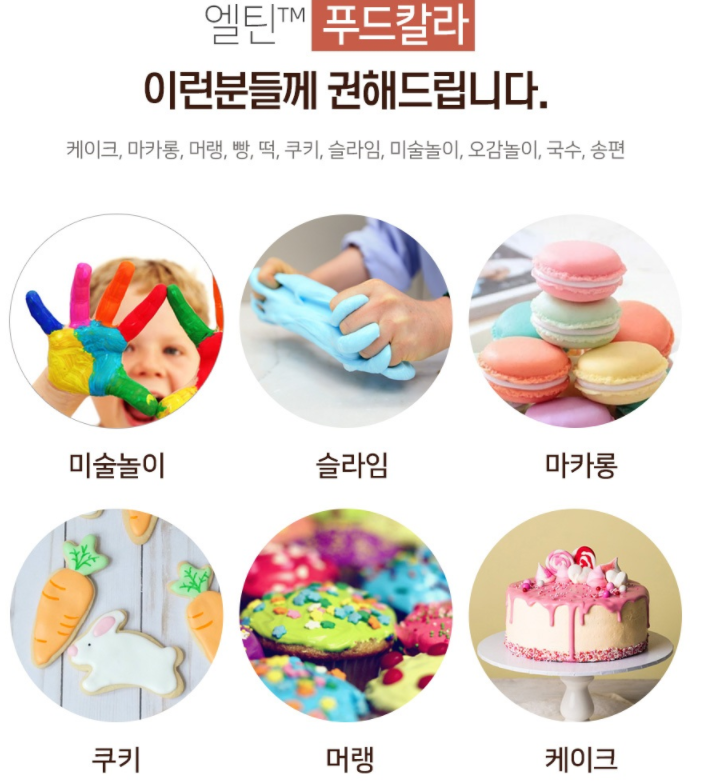 엘틴™ 푸드칼라
이런분들께 권해드립니다.
케이크, 마카롱, 머랭, 빵, 떡, 쿠키, 슬라임, 미술놀이, 오감놀이, 국수, 송편
미술놀이
슬라임
마카롱
쿠키
머랭
케이크